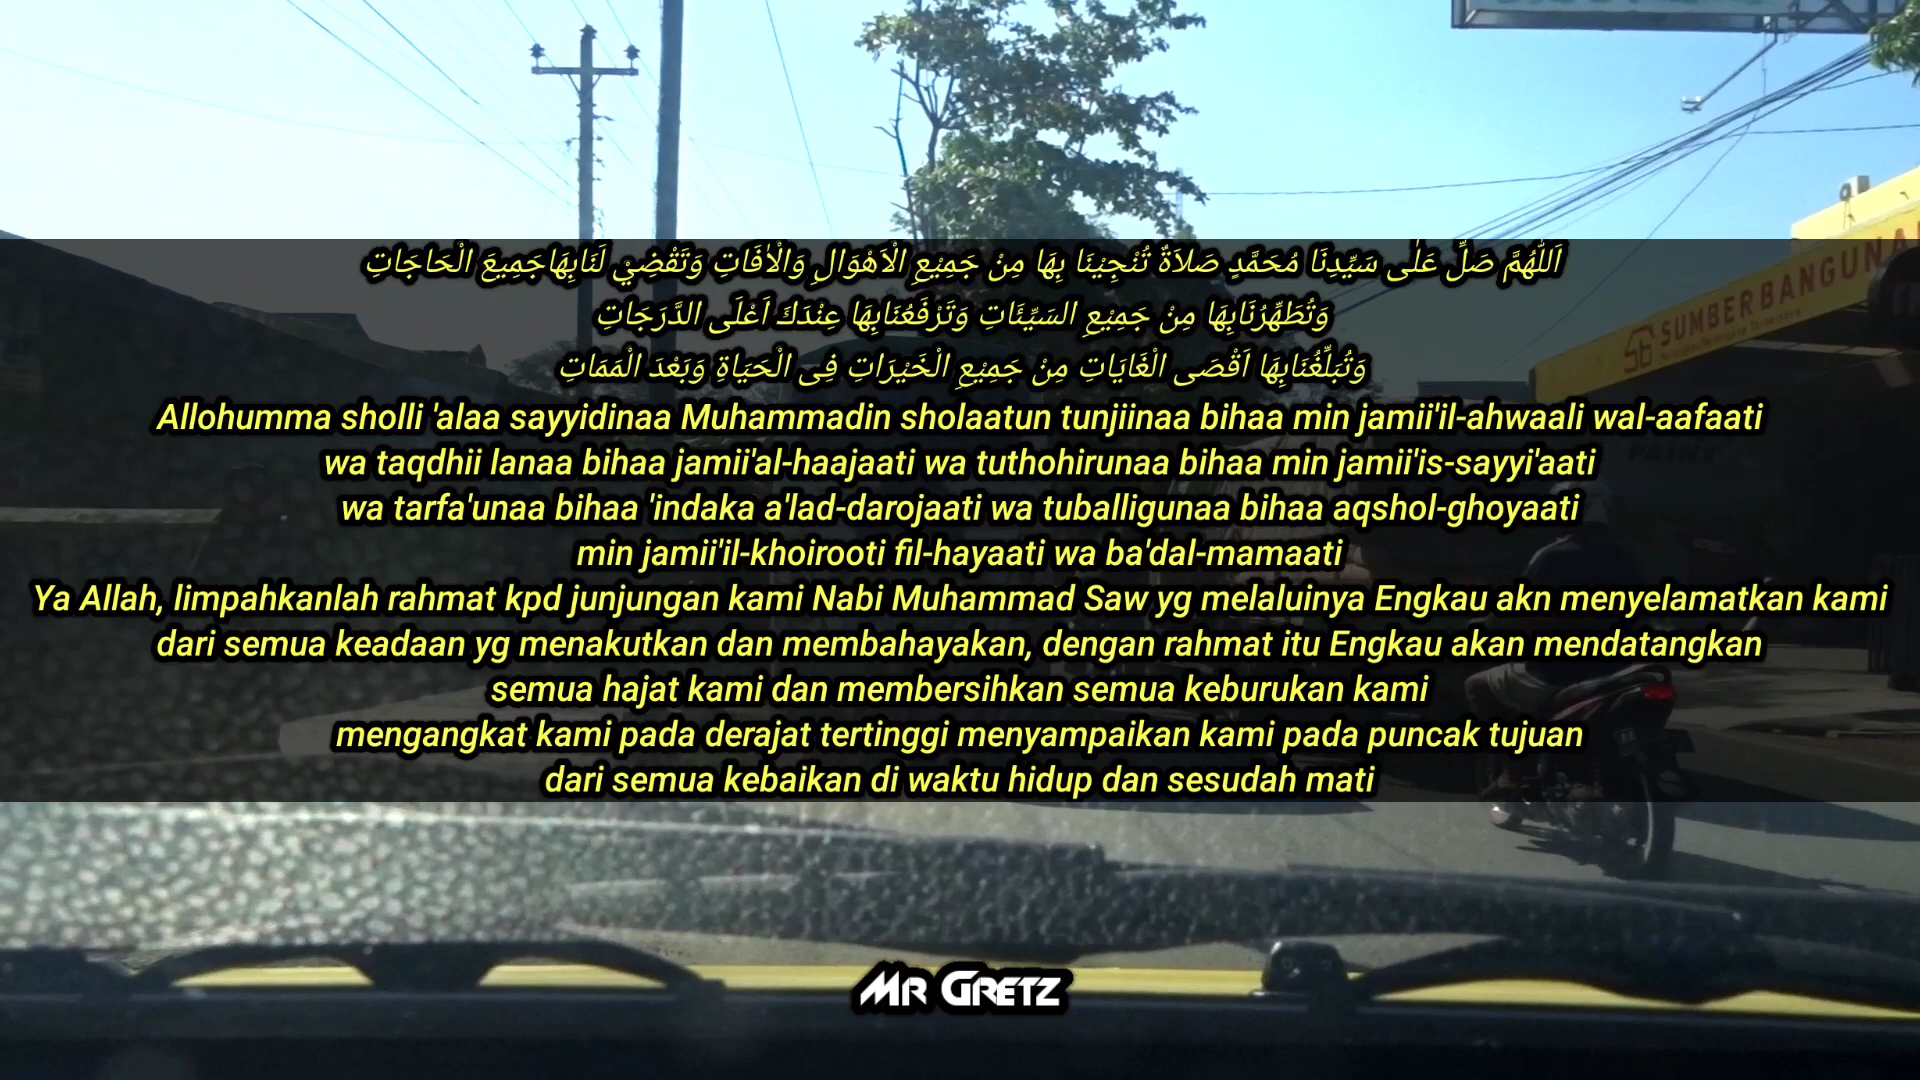 اَللّٰهُمَّ صَلِّ عَلٰى سَيِّدِنَا مُحَمَّدٍ صَلاَةً تُنْجِيْنَا بِهَا مِنْ جَمِيْعِ الْاَهْوَالِ وَالْاٰفَاتِ وَتَقْضِيْ لَنَابِهَاجَمِيعَ الْحَاجَاتِ
وَتُطَهِّرُنَابِهَا مِنْ جَمِيْعِ السَيِّئَاتِ وَتَرْفَعُنَابِهَا عِنْدَكَ اَعْلَى الدَّرَجَاتِ
وَتُبَلِّغُنَابِهَا اَقْصَى الْغَايَاتِ مِنْ جَمِيْعِ الْخَيْرَاتِ فِى الْحَيَاةِ وَبَعْدَ الْمَمَاتِ
Allohumma sholli 'alaa sayyidinaa Muhammadin sholaatun tunjiinaa bihaa min jamii'il-ahwaali wal-aafaati
wa taqdhii lanaa bihaa jamii'al-haajaati wa tuthohirunaa bihaa min jamii'is-sayyi'aati
wa tarfa'unaa bihaa 'indaka a'lad-darojaati wa tuballigunaa bihaa aqshol-ghoyaati
min jamii'il-khoirooti fil-hayaati wa ba'dal-mamaati
Ya Allah, limpahkanlah rahmat kpd junjungan kami Nabi Muhammad Saw yg melaluinya Engkau akn menyelamatkan kami
dari semua keadaan yg menakutkan dan membahayakan, dengan rahmat itu Engkau akan mendatangkan
semua hajat kami dan membersihkan semua keburukan kami
mengangkat kami pada derajat tertinggi menyampaikan kami pada puncak tujuan
dari semua kebaikan di waktu hidup dan sesudah mati
SUMBER BANGUNA
PAINT
MR GRETZ